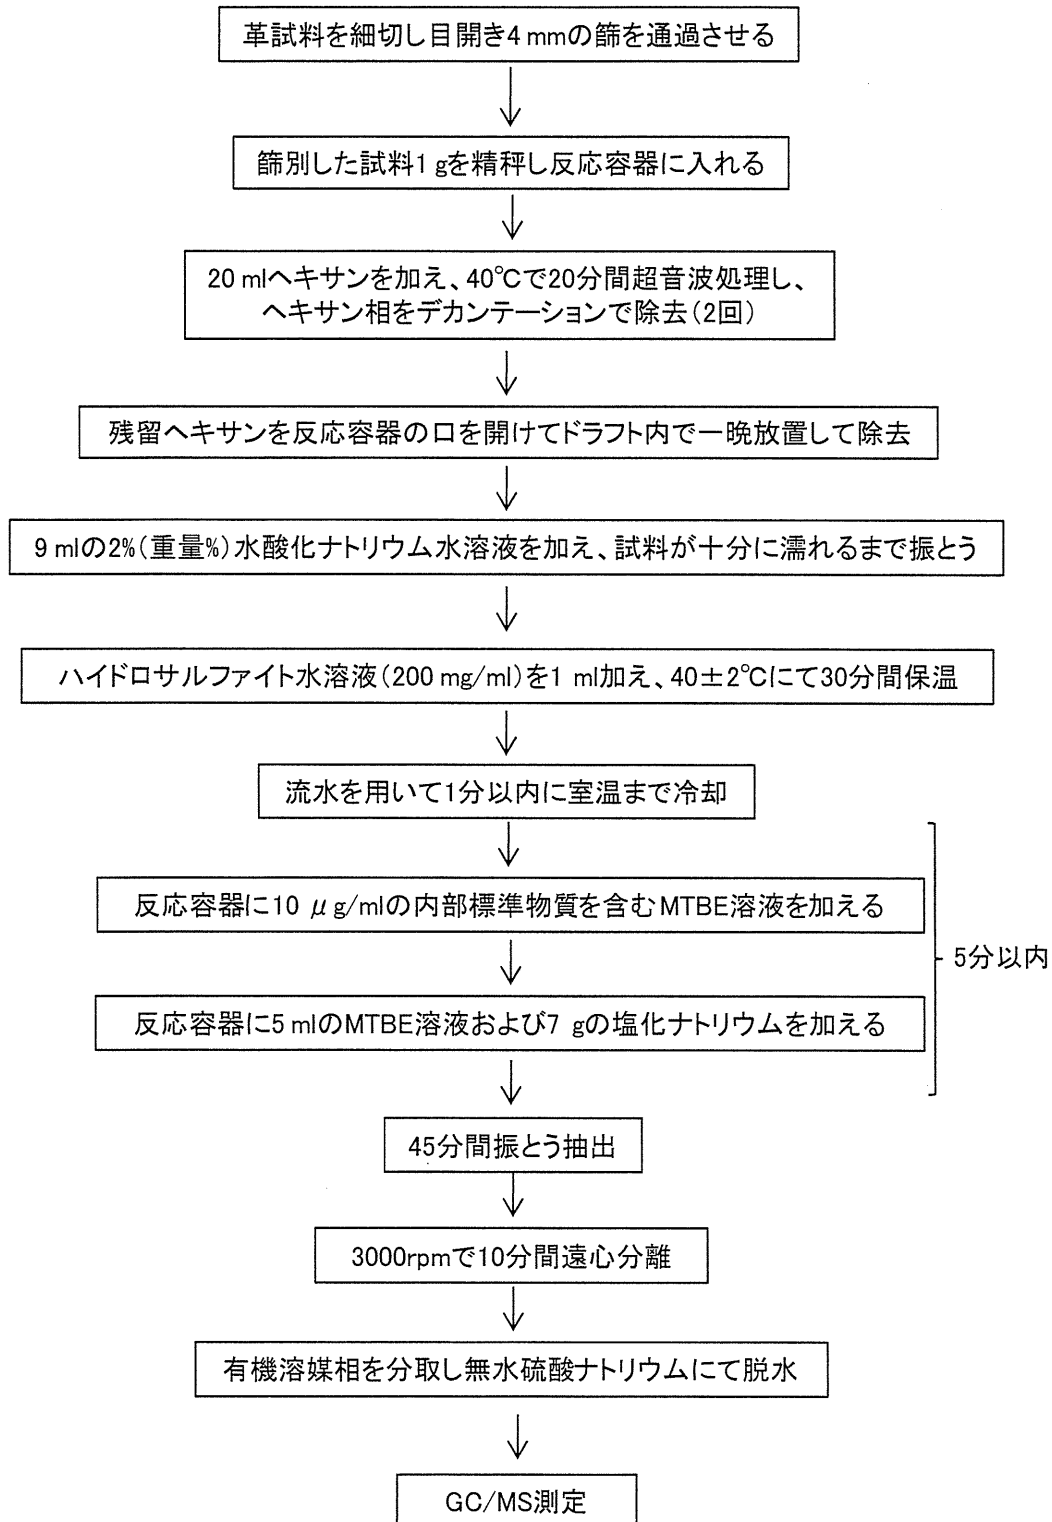 革試料を細切し目開き4 mmの篩を通過させる
篩別した試料1 gを精秤し反応容器に入れる
20 mlヘキサンを加え、40℃で20分間超音波処理し、
ヘキサン相をデカンテーションで除去(2回)
残留ヘキサンを反応容器の口を開けてドラフト内で一晩放置して除去
9 mlの2%(重量%)水酸化ナトリウム水溶液を加え、試料が十分に濡れるまで振とう
ハイドロサルファイト水溶液(200 mg/ml)を1 ml加え、40±2℃にて30分間保温
流水を用いて1分以内に室温まで冷却
反応容器に10 μg/mlの内部標準物質を含むMTBE溶液を加える
5分以内
反応容器に5 mlのMTBE溶液および7 gの塩化ナトリウムを加える
45分間振とう抽出
3000rpmで10分間遠心分離
有機溶媒相を分取し無水硫酸ナトリウムにて脱水
GC/MS測定